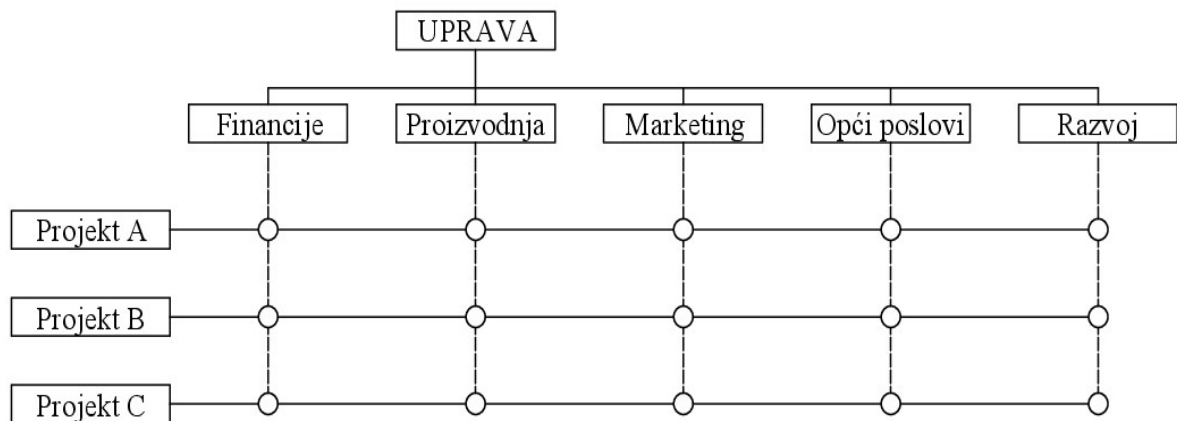 UPRAVA
Financije Proizvodnja Marketing Opći poslovi Razvoj
Projekt A
Projekt B
Projekt C